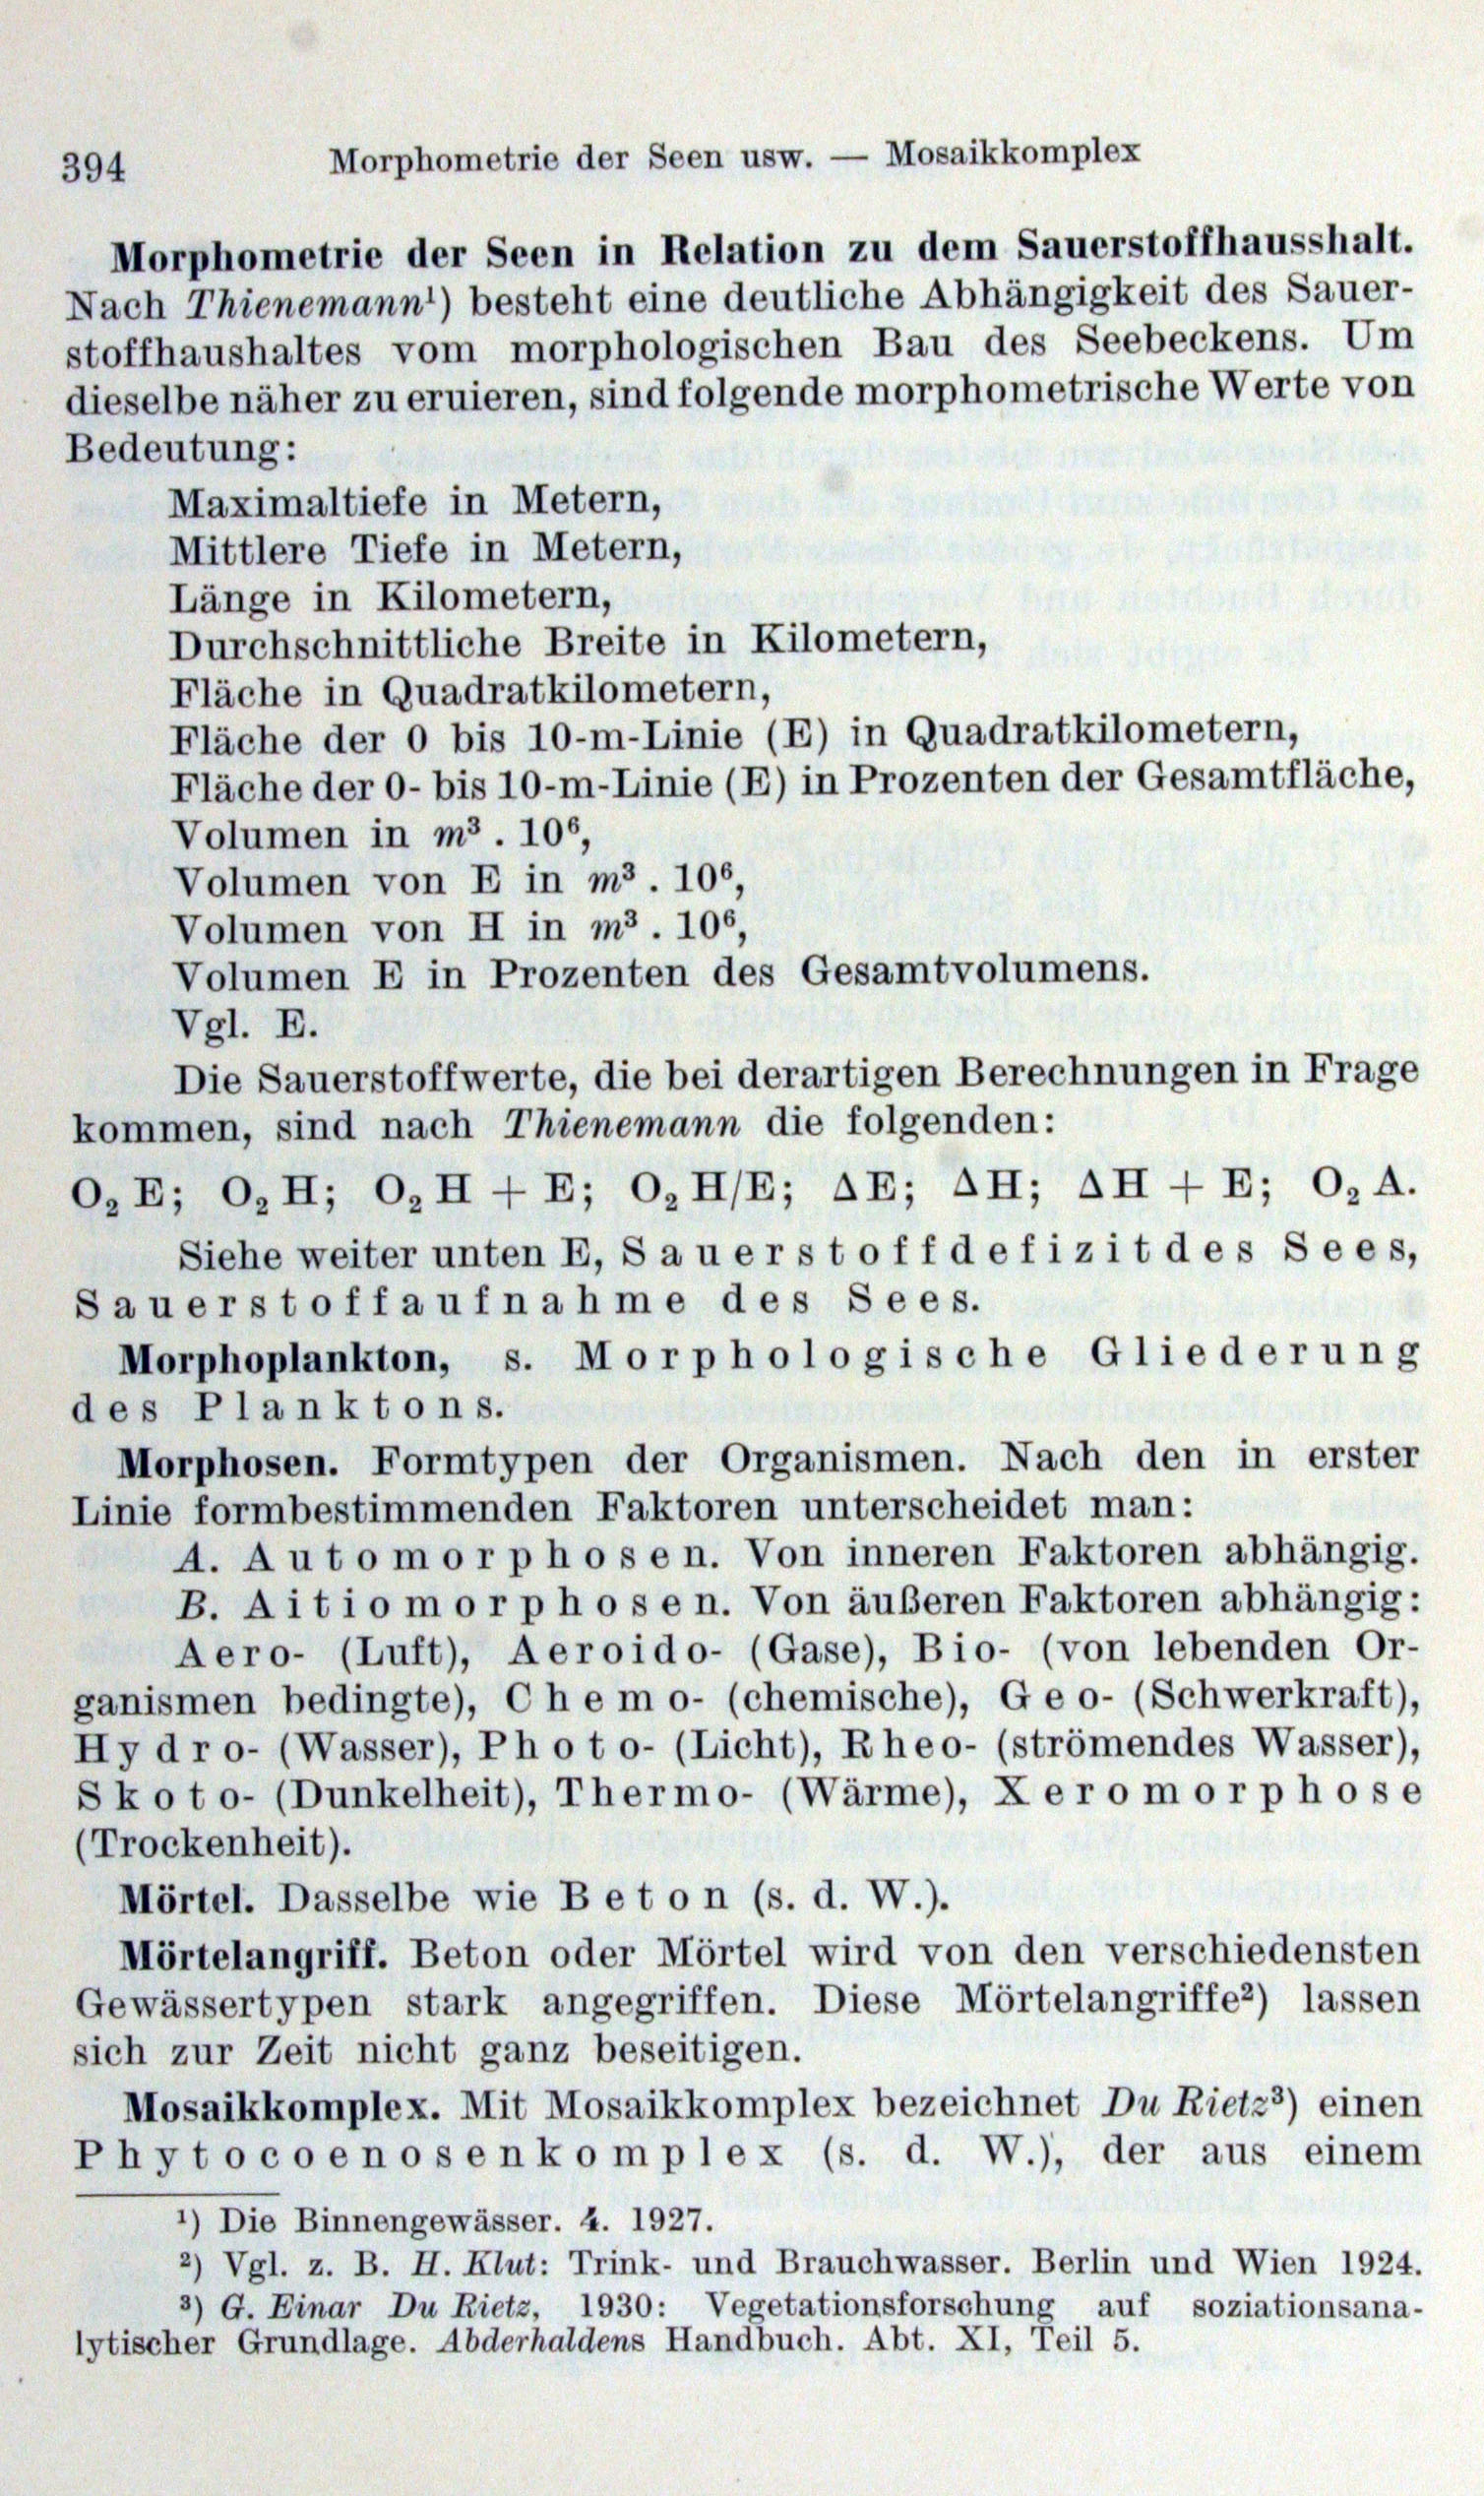 394
Morphometrie der Seen usw. — Mosaikkomplex
Morphometrie der Seen in Relation zu dem Sauerstoffhausshalt.
Nach Thienemann¹) besteht eine deutliche Abhängigkeit des Sauer-
stoffhaushaltes vom morphologischen Bau des Seebeckens. Um
dieselbe näher zu eruieren, sind folgende morphometrische Werte von
Bedeutung:
Maximaltiefe in Metern,
Mittlere Tiefe in Metern,
Länge in Kilometern,
Durchschnittliche Breite in Kilometern,
Fläche in Quadratkilometern,
Fläche der 0 bis 10-m-Linie (E) in Quadratkilometern,
Fläche der 0- bis 10-m-Linie (E) in Prozenten der Gesamtfläche,
Volumen in m³ . 10⁶,
Volumen von E in m³ . 10⁶,
Volumen von H in m³ . 10⁶,
Volumen E in Prozenten des Gesamtvolumens.
Vgl. E.
Die Sauerstoffwerte, die bei derartigen Berechnungen in Frage
kommen, sind nach Thienemann die folgenden:
O₂ E; O₂ H; O₂ H + E; O₂ H/E; ΔE; ΔH; ΔH + E; O₂ A.
Siehe weiter unten E, Sauerstoffdefizit des Sees,
Sauerstoffaufnahme des Sees.
Morphoplankton, s. Morphologische Gliederung
des Planktons.
Morphosen. Formtypen der Organismen. Nach den in erster
Linie formbestimmenden Faktoren unterscheidet man:
A. Automorphosen. Von inneren Faktoren abhängig.
B. Aitiomorphosen. Von äußeren Faktoren abhängig:
Aero- (Luft), Aeroido- (Gase), Bio- (von lebenden Or-
ganismen bedingte), Chemo- (chemische), Geo- (Schwerkraft),
Hydro- (Wasser), Photo- (Licht), Rheo- (strömendes Wasser),
Skoto- (Dunkelheit), Thermo- (Wärme), Xeromorphose
(Trockenheit).
Mörtel. Dasselbe wie Beton (s. d. W.).
Mörtelangriff. Beton oder Mörtel wird von den verschiedensten
Gewässertypen stark angegriffen. Diese Mörtelangriffe²) lassen
sich zur Zeit nicht ganz beseitigen.
Mosaikkomplex. Mit Mosaikkomplex bezeichnet Du Rietz³) einen
Phytocoenosenkomplex (s. d. W.), der aus einem
¹) Die Binnengewässer. 4. 1927.
²) Vgl. z. B. H. Klut: Trink- und Brauchwasser. Berlin und Wien 1924.
³) G. Einar Du Rietz, 1930: Vegetationsforschung auf soziationsana-
lytischer Grundlage. Abderhaldens Handbuch. Abt. XI, Teil 5.